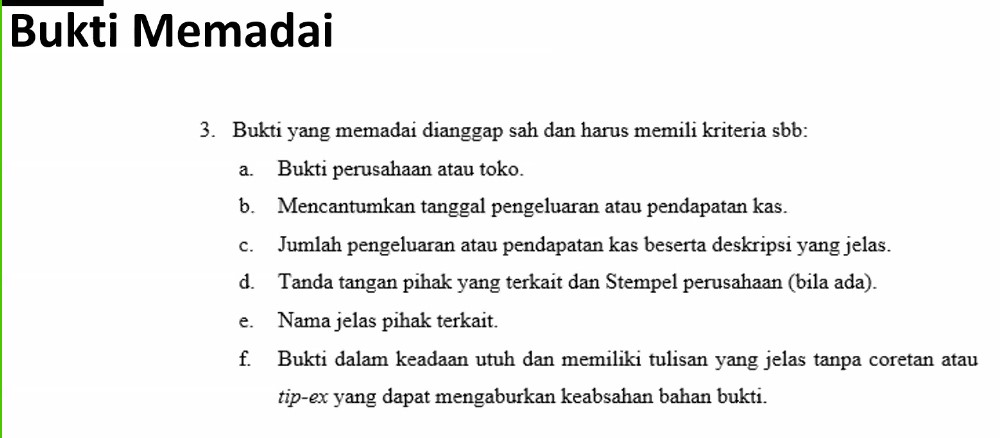 Bukti Memadai
3. Bukti yang memadai dianggap sah dan harus memili kriteria sbb:
a. Bukti perusahaan atau toko.
b. Mencantumkan tanggal pengeluaran atau pendapatan kas.
c. Jumlah pengeluaran atau pendapatan kas beserta deskripsi yang jelas.
d. Tanda tangan pihak yang terkait dan Stempel perusahaan (bila ada).
e. Nama jelas pihak terkait.
f. Bukti dalam keadaan utuh dan memiliki tulisan yang jelas tanpa coretan atau
tip-ex yang dapat mengaburkan keabsahan bahan bukti.